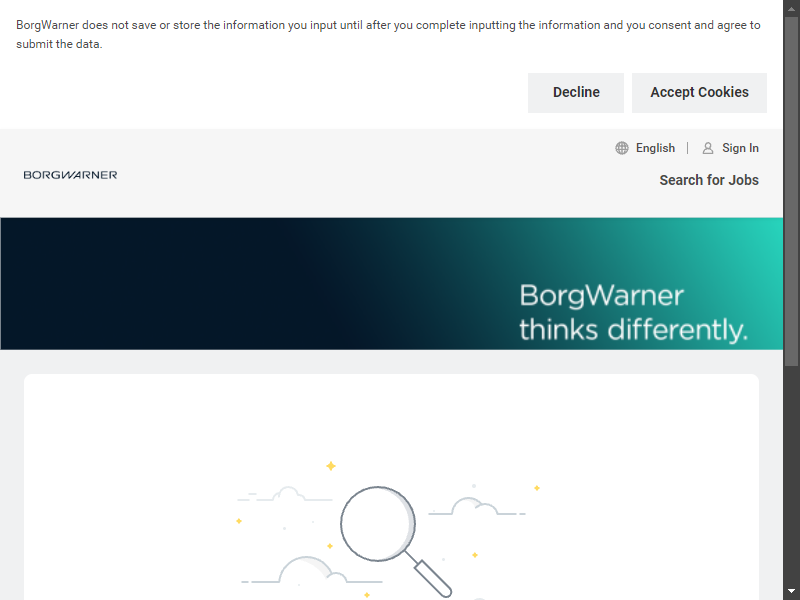 BorgWarner does not save or store the information you input until after you complete inputting the information and you consent and agree to
submit the data.
Decline
Accept Cookies
English
Sign In
BORGWARNER
Search for Jobs
BorgWarner
thinks differently.